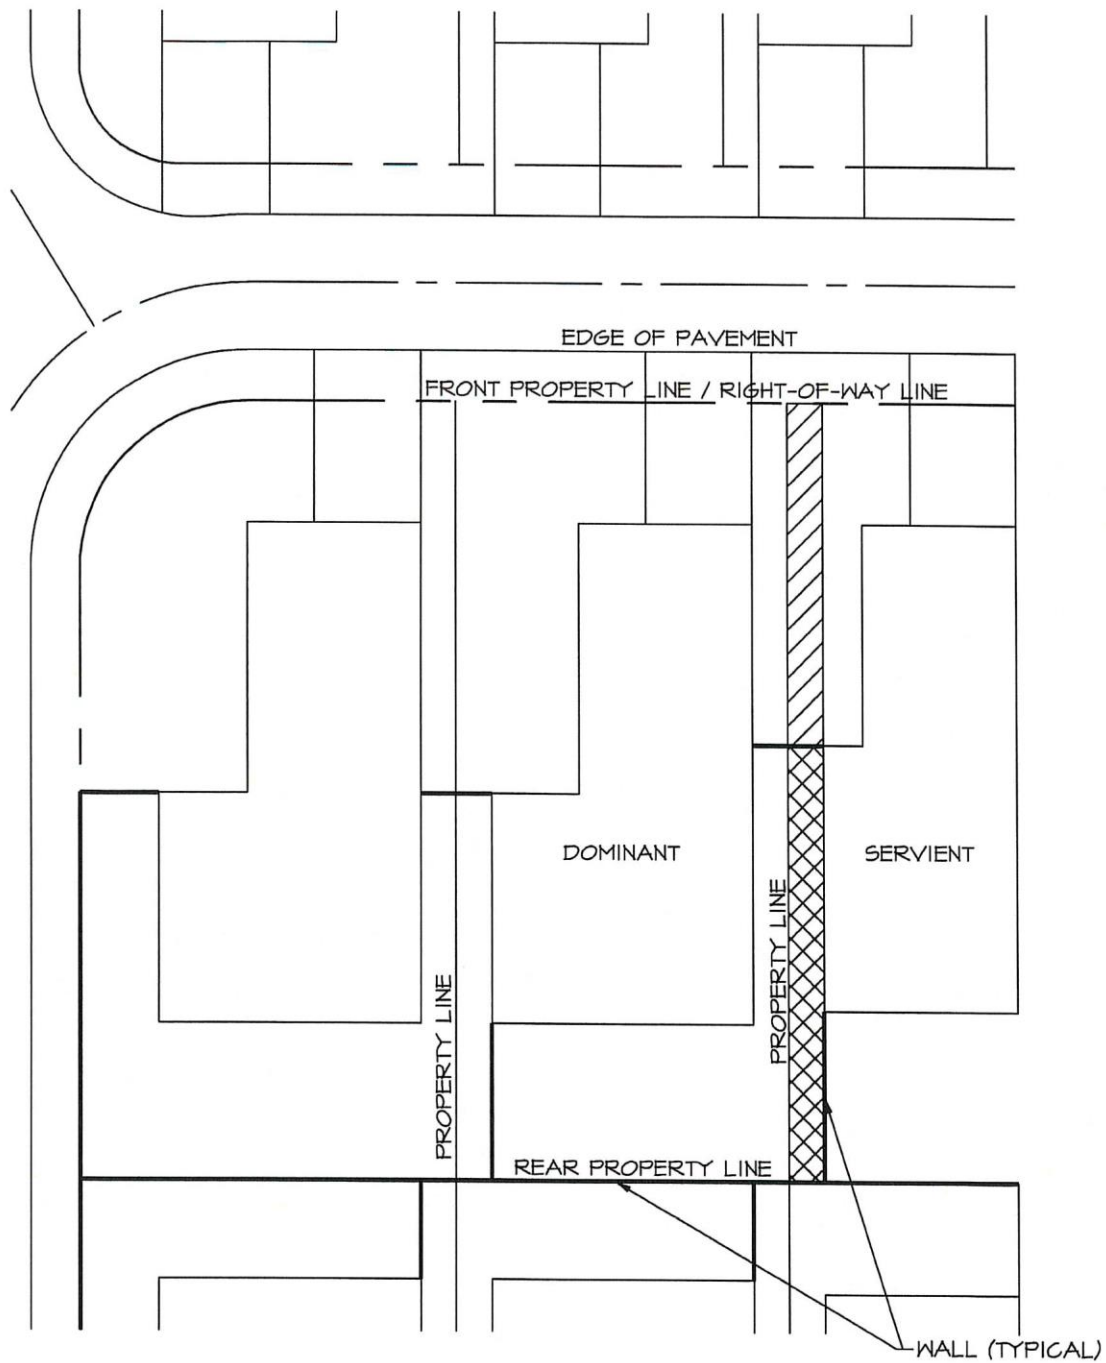 EDGE OF PAVEMENT
FRONT PROPERTY LINE / RIGHT-OF-WAY LINE
DOMINANT
SERVIENT
PROPERTY LINE
PROPERTY LINE
REAR PROPERTY LINE
WALL (TYPICAL)